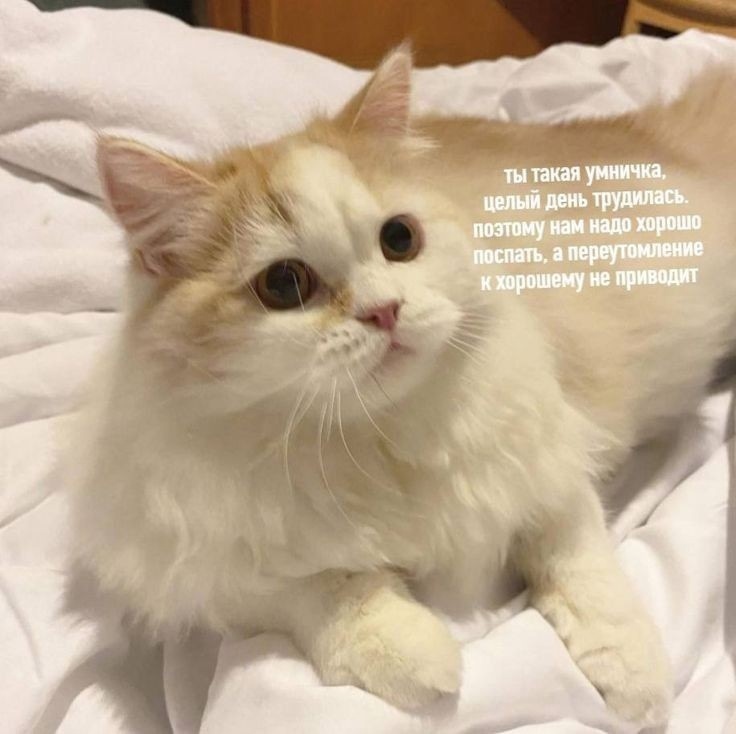 ты такая умничка,
целый день трудилась.
поэтому нам надо хорошо
поспать, а переутомление
к хорошему не приводит